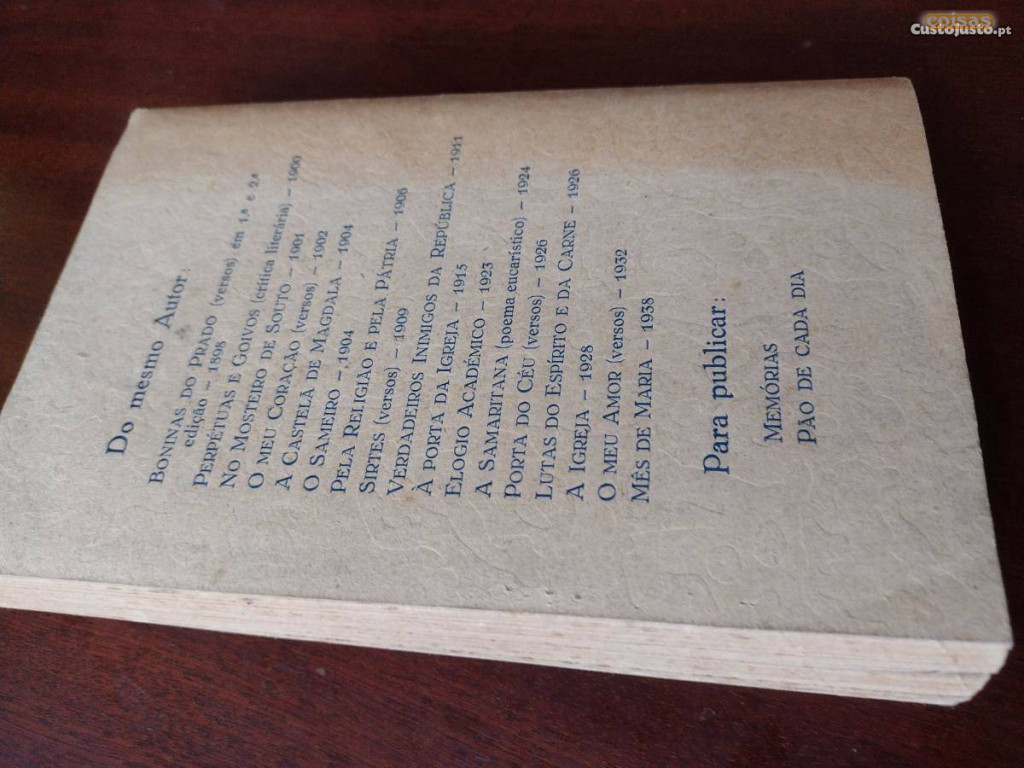 Do mesmo Autor:
BONINAS DO PRADO (versos) em 1.ª e 2.ª
edição – 1898
PERPÉTUAS E GOIVOS (crítica literária) – 1900
NO MOSTEIRO DE SOUTO – 1901
O MEU CORAÇÃO (versos) – 1902
A CASTELÃ DE MAGDALA – 1904
O SAMEIRO – 1904
PELA RELIGIÃO E PELA PÁTRIA – 1906
SIRTES (versos) – 1909
VERDADEIROS INIMIGOS DA REPÚBLICA – 1911
À PORTA DA IGREJA – 1915
ELOGIO ACADÉMICO – 1923
A SAMARITANA (poema eucarístico) – 1924
PORTA DO CÉU (versos) – 1926
LUTAS DO ESPÍRITO E DA CARNE – 1926
A IGREJA – 1928
O MEU AMOR (versos) – 1932
MÊS DE MARIA – 1938
Para publicar:
MEMÓRIAS
PÃO DE CADA DIA
coisas
CustoJusto.pt